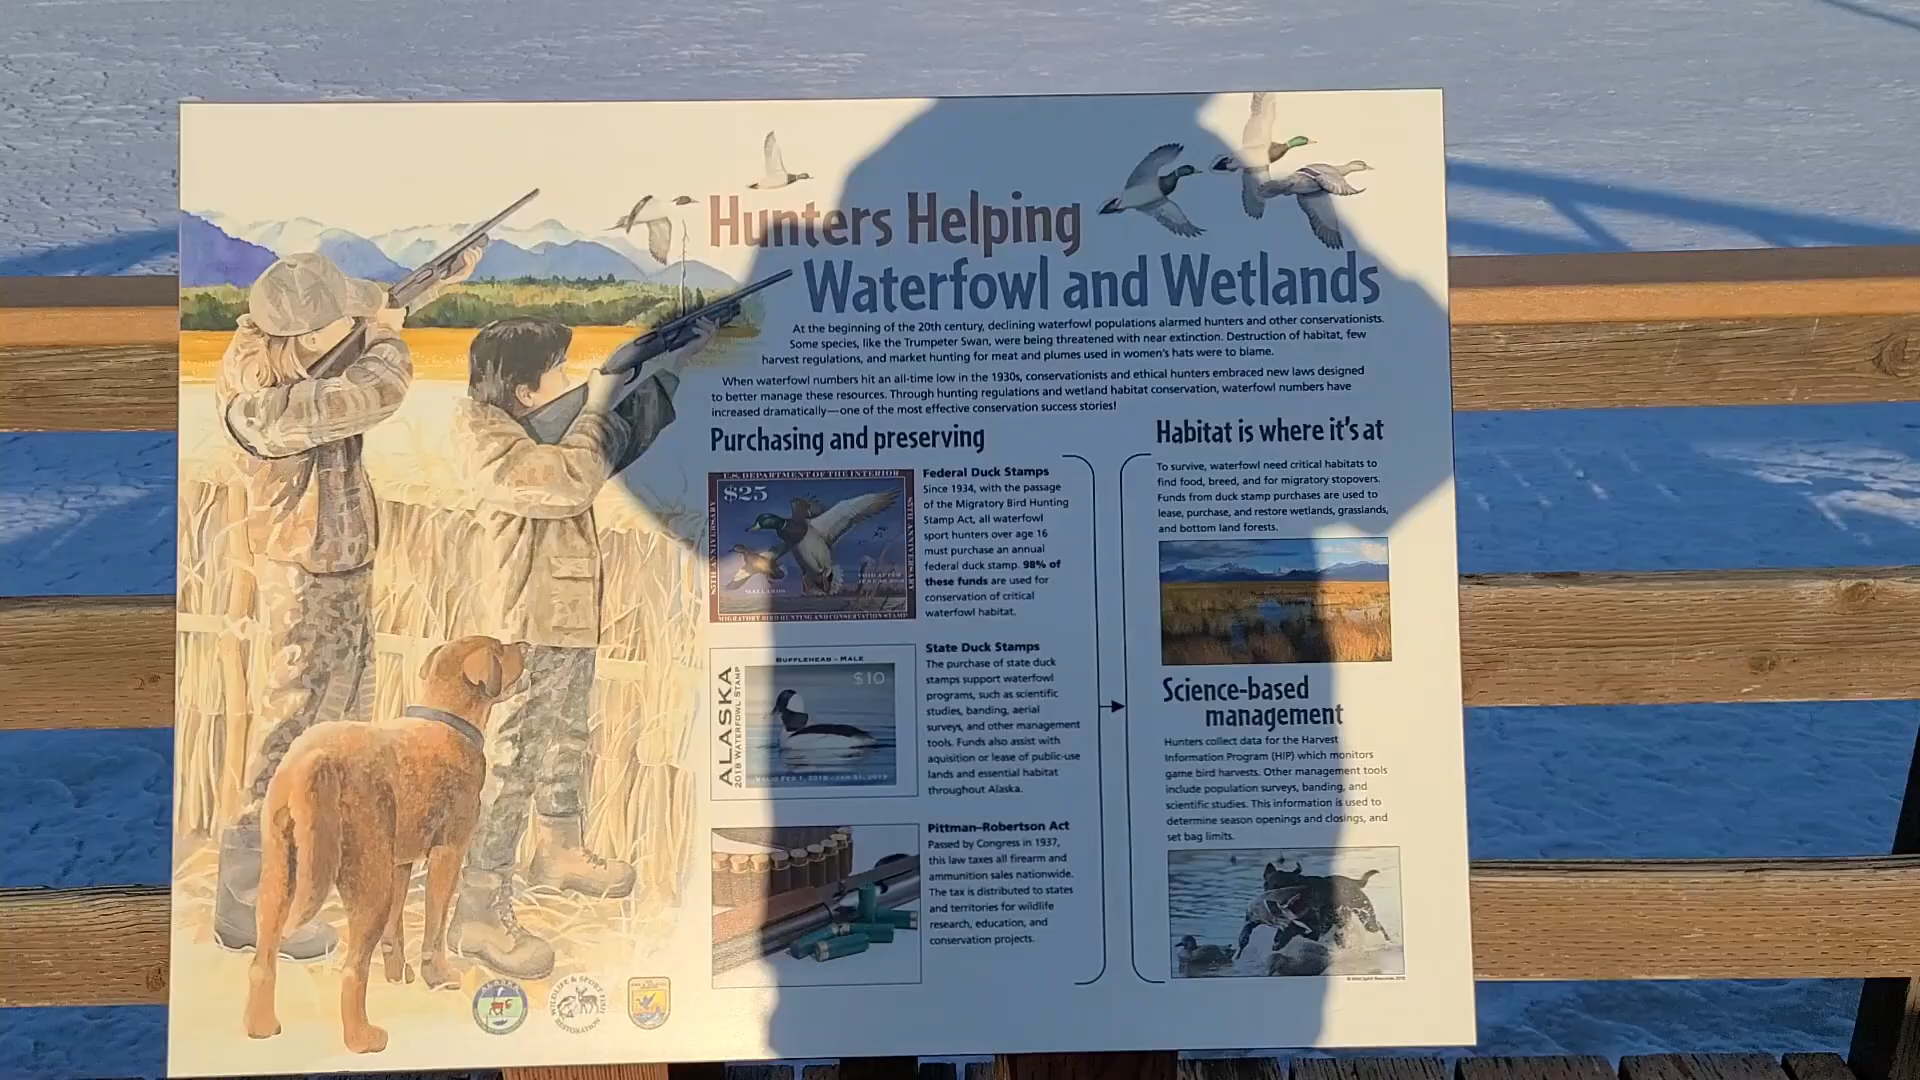 Hunters Helping
Waterfowl and Wetlands
At the beginning of the 20th century, declining waterfowl populations alarmed hunters and other conservationists.
Some species, like the Trumpeter Swan, were being threatened with near extinction. Destruction of habitat, few
harvest regulations, and market hunting for meat and plumes used in women's hats were to blame.
When waterfowl numbers hit an all-time low in the 1930s, conservationists and ethical hunters embraced new laws designed
to better manage these resources. Through hunting regulations and wetland habitat conservation, waterfowl numbers have
increased dramatically—one of the most effective conservation success stories!
Purchasing and preserving
U.S. DEPARTMENT OF THE INTERIOR
$25
75TH ANNIVERSARY
75TH ANNIVERSARY
MALLARDS
VOID AFTER
MIGRATORY BIRD HUNTING AND CONSERVATION STAMP
Federal Duck Stamps
Since 1934, with the passage
of the Migratory Bird Hunting
Stamp Act, all waterfowl
sport hunters over age 16
must purchase an annual
federal duck stamp. 98% of
these funds are used for
conservation of critical
waterfowl habitat.
BUFFLEHEAD - MALE
$10
ALASKA
2018 WATERFOWL STAMP
VALID FEB 1, 2018 - JAN 31, 2019
State Duck Stamps
The purchase of state duck
stamps support waterfowl
programs, such as scientific
studies, banding, aerial
surveys, and other management
tools. Funds also assist with
aquisition or lease of public-use
lands and essential habitat
throughout Alaska.
Pittman–Robertson Act
Passed by Congress in 1937,
this law taxes all firearm and
ammunition sales nationwide.
The tax is distributed to states
and territories for wildlife
research, education, and
conservation projects.
Habitat is where it's at
To survive, waterfowl need critical habitats to
find food, breed, and for migratory stopovers.
Funds from duck stamp purchases are used to
lease, purchase, and restore wetlands, grasslands,
and bottom land forests.
Science-based
management
Hunters collect data for the Harvest
Information Program (HIP) which monitors
game bird harvests. Other management tools
include population surveys, banding, and
scientific studies. This information is used to
determine season openings and closings, and
set bag limits.
ALASKA
WILDLIFE & SPORT FISH
RESTORATION